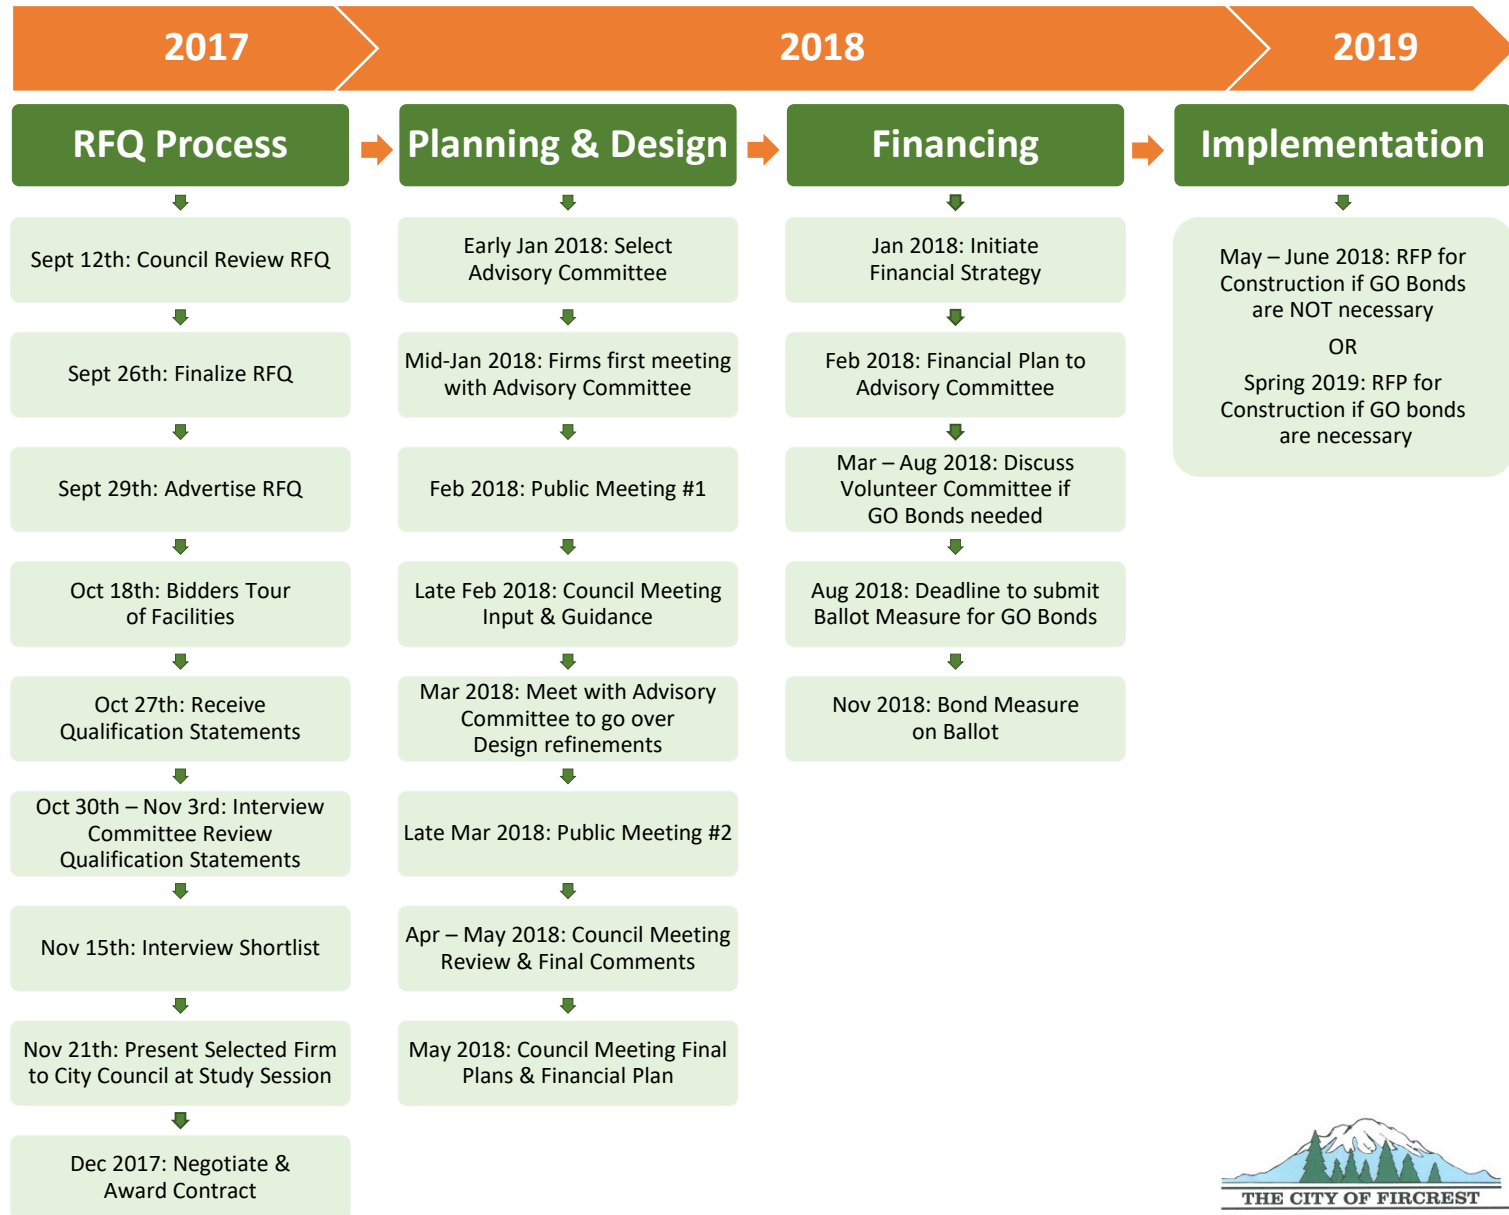 2017
2018
2019
RFQ Process
Planning & Design
Financing
Implementation
Sept 12th: Council Review RFQ
Sept 26th: Finalize RFQ
Sept 29th: Advertise RFQ
Oct 18th: Bidders Tour
of Facilities
Oct 27th: Receive
Qualification Statements
Oct 30th – Nov 3rd: Interview
Committee Review
Qualification Statements
Nov 15th: Interview Shortlist
Nov 21th: Present Selected Firm
to City Council at Study Session
Dec 2017: Negotiate &
Award Contract
Early Jan 2018: Select
Advisory Committee
Mid-Jan 2018: Firms first meeting
with Advisory Committee
Feb 2018: Public Meeting #1
Late Feb 2018: Council Meeting
Input & Guidance
Mar 2018: Meet with Advisory
Committee to go over
Design refinements
Late Mar 2018: Public Meeting #2
Apr – May 2018: Council Meeting
Review & Final Comments
May 2018: Council Meeting Final
Plans & Financial Plan
Jan 2018: Initiate
Financial Strategy
Feb 2018: Financial Plan to
Advisory Committee
Mar – Aug 2018: Discuss
Volunteer Committee if
GO Bonds needed
Aug 2018: Deadline to submit
Ballot Measure for GO Bonds
Nov 2018: Bond Measure
on Ballot
May – June 2018: RFP for
Construction if GO Bonds
are NOT necessary
OR
Spring 2019: RFP for
Construction if GO bonds
are necessary
THE CITY OF FIRCREST